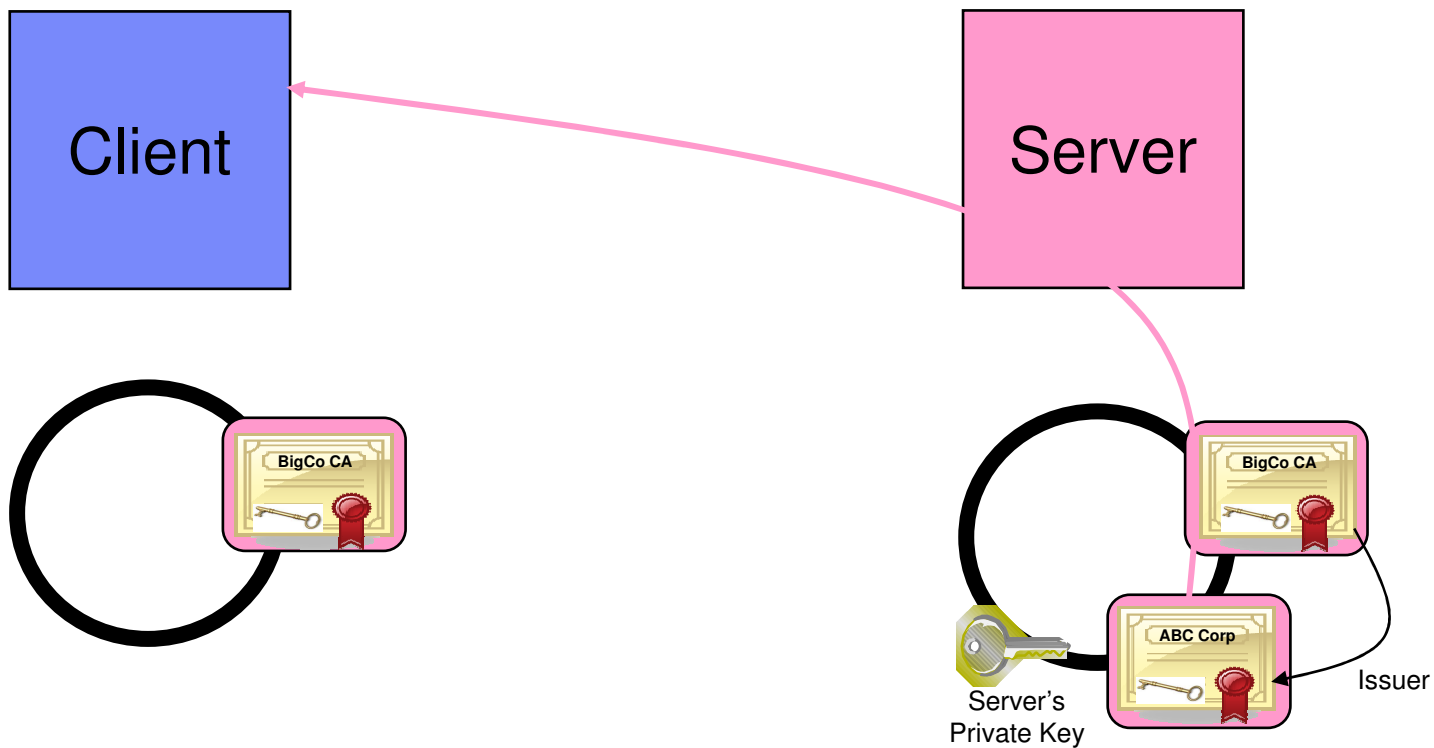 Client
Server
BigCo CA
BigCo CA
ABC Corp
Issuer
Server's
Private Key